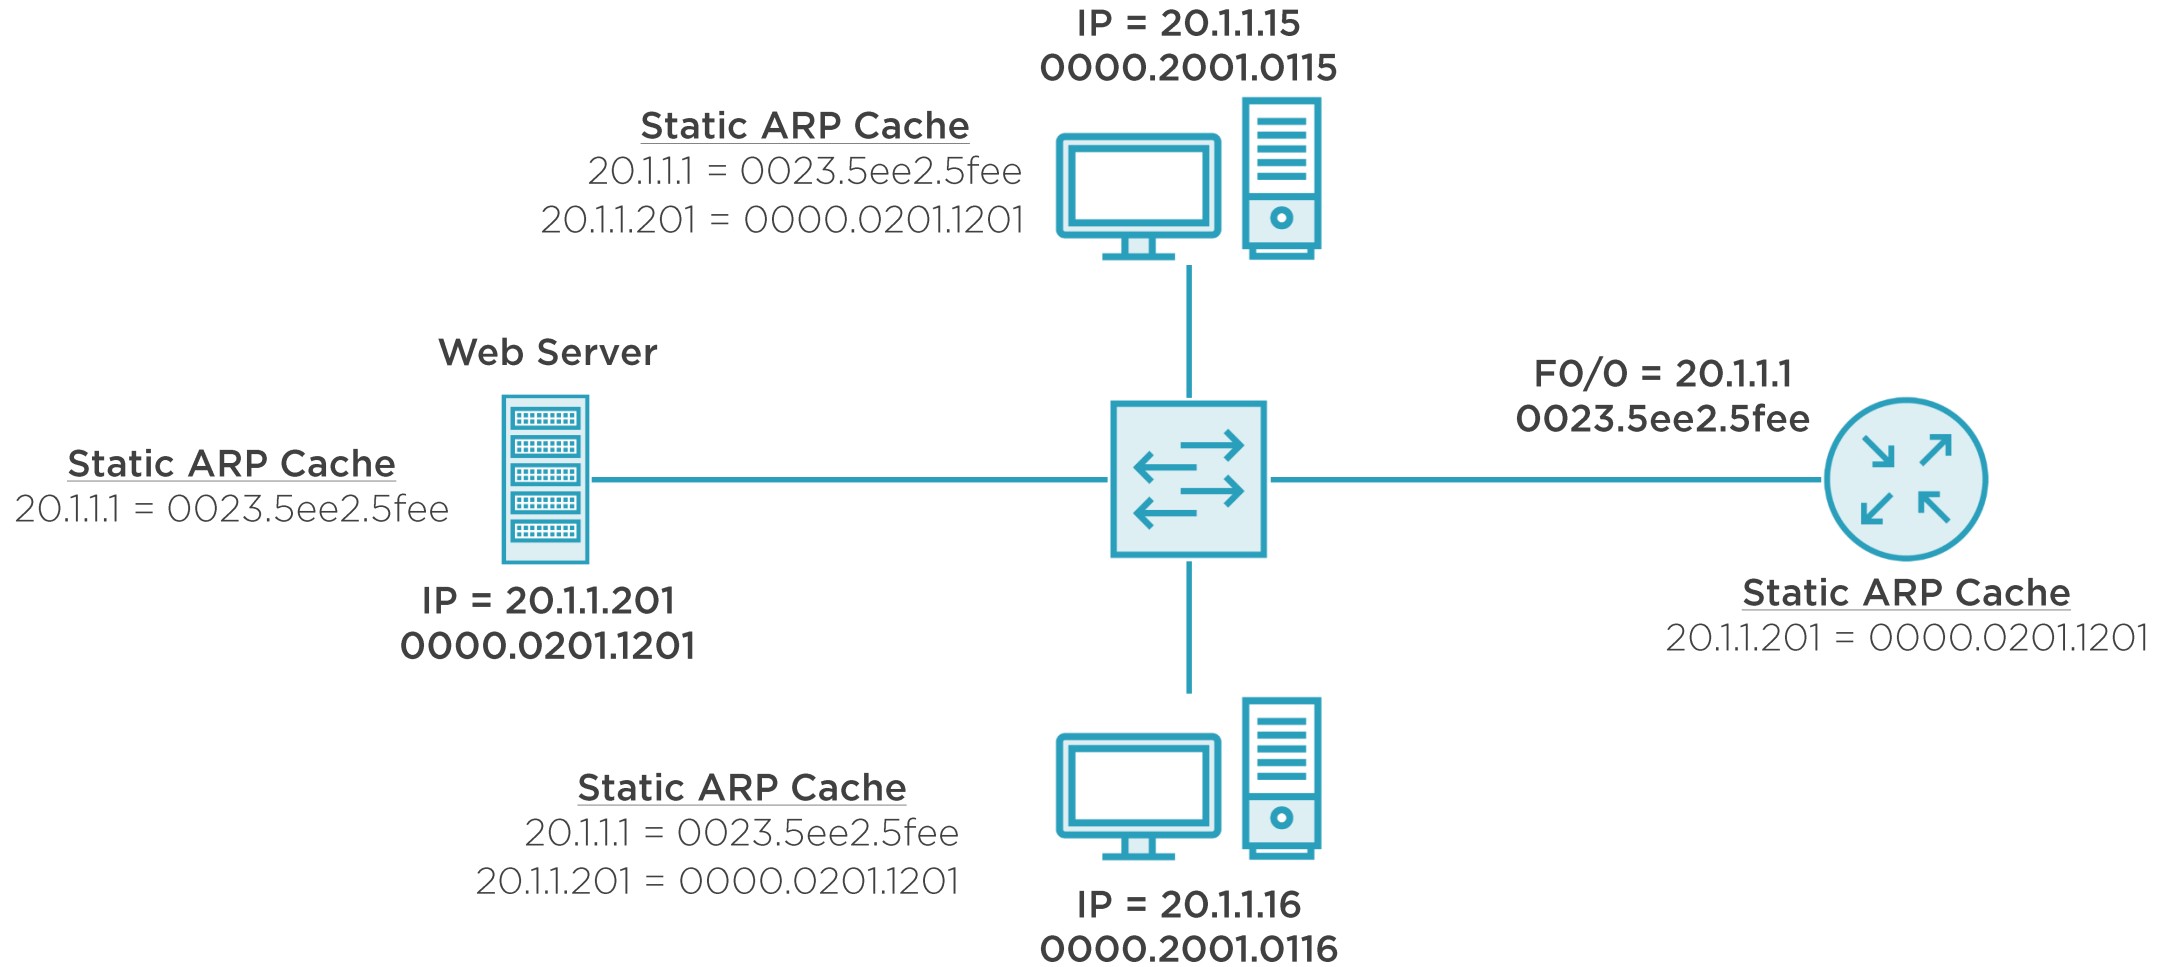 IP = 20.1.1.15
0000.2001.0115
Static ARP Cache
20.1.1.1 = 0023.5ee2.5fee
20.1.1.201 = 0000.0201.1201
Web Server
Static ARP Cache
20.1.1.1 = 0023.5ee2.5fee
IP = 20.1.1.201
0000.0201.1201
F0/0 = 20.1.1.1
0023.5ee2.5fee
Static ARP Cache
20.1.1.201 = 0000.0201.1201
Static ARP Cache
20.1.1.1 = 0023.5ee2.5fee
20.1.1.201 = 0000.0201.1201
IP = 20.1.1.16
0000.2001.0116